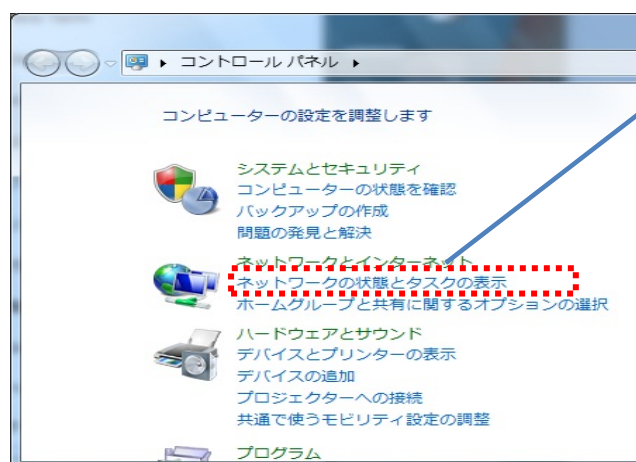 コントロール パネル
コンピューターの設定を調整します
システムとセキュリティ
コンピューターの状態を確認
バックアップの作成
問題の発見と解決
ネットワークとインターネット
ネットワークの状態とタスクの表示
ホームグループと共有に関するオプションの選択
ハードウェアとサウンド
デバイスとプリンターの表示
デバイスの追加
プロジェクターへの接続
共通で使うモビリティ設定の調整
プログラム